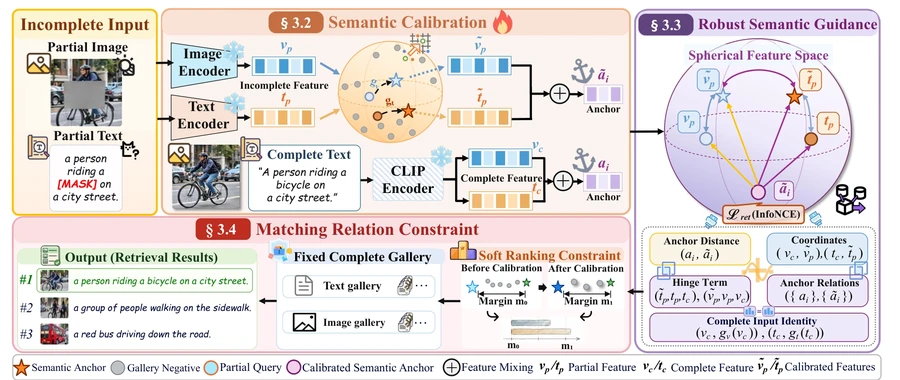 Incomplete Input
Partial Image
Partial Text
a person
riding a
[MASK] on
a city street.
§ 3.2 Semantic Calibration
Image
Encoder
Text
Encoder
v_p
Incomplete Feature
t_p
g_i
g_t
ṽ_p
t̃_p
ã_i
Anchor
Complete Text
"A person riding a
bicycle on
a city street."
CLIP
Encoder
v_c
Complete Feature
t_c
a_i
Anchor
§ 3.3 Robust Semantic Guidance
Spherical Feature Space
ṽ_p
t̃_p
v_p
t_p
ã_i
ℒ_ret(InfoNCE)
Anchor Distance
(a_i, ã_i)
Coordinates
(v_c, ṽ_p),(t_c, t̃_p)
Hinge Term
(t̃_p,t_p,t_c), (ṽ_p,v_p,v_c)
Anchor Relations
({ a_i},{ ã_i})
Complete Input Identity
(v_c, g_v(v_c)) , (t_c, g_t(t_c))
§ 3.4 Matching Relation Constraint
Output (Retrieval Results)
#1 a person riding a bicycle on a city street.
#2 a group of people walking on the sidewalk.
#3 a red bus driving down the road.
Fixed Complete Gallery
Text gallery
Image gallery
Soft Ranking Constraint
Before Calibration
After Calibration
Margin m₀
Margin m₁
m₀
m₁
Semantic Anchor
Gallery Negative
Partial Query
Calibrated Semantic Anchor
Feature Mixing
v_p/t_p Partial Feature
v_c/t_c Complete Feature
ṽ_p/t̃_p Calibrated Features